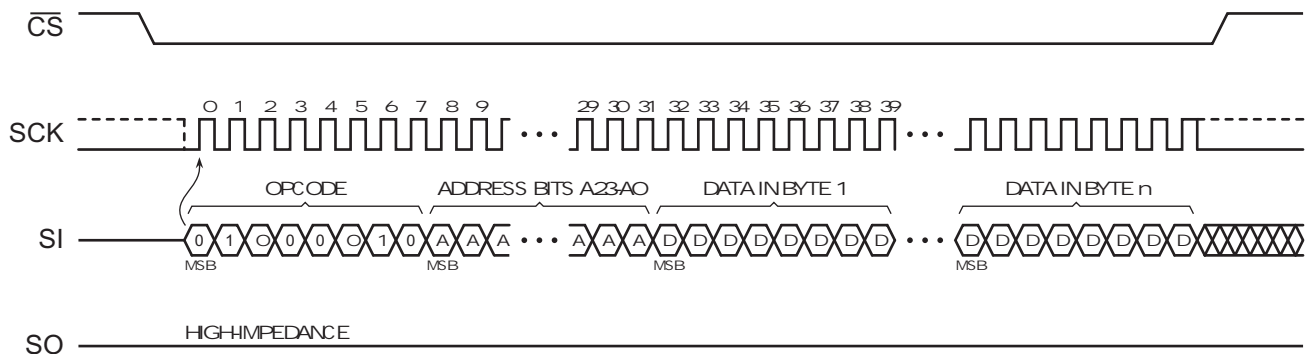 CS
0 1 2 3 4 5 6 7 8 9 29 30 31 32 33 34 35 36 37 38 39
SCK
OPCODE ADDRESS BITS A23-A0 DATA IN BYTE 1 DATA IN BYTE n
SI 0 1 0 0 0 0 1 0 A A A A A A D D D D D D D D D D D D D D D D
MSB MSB MSB MSB
HIGH-IMPEDANCE
SO